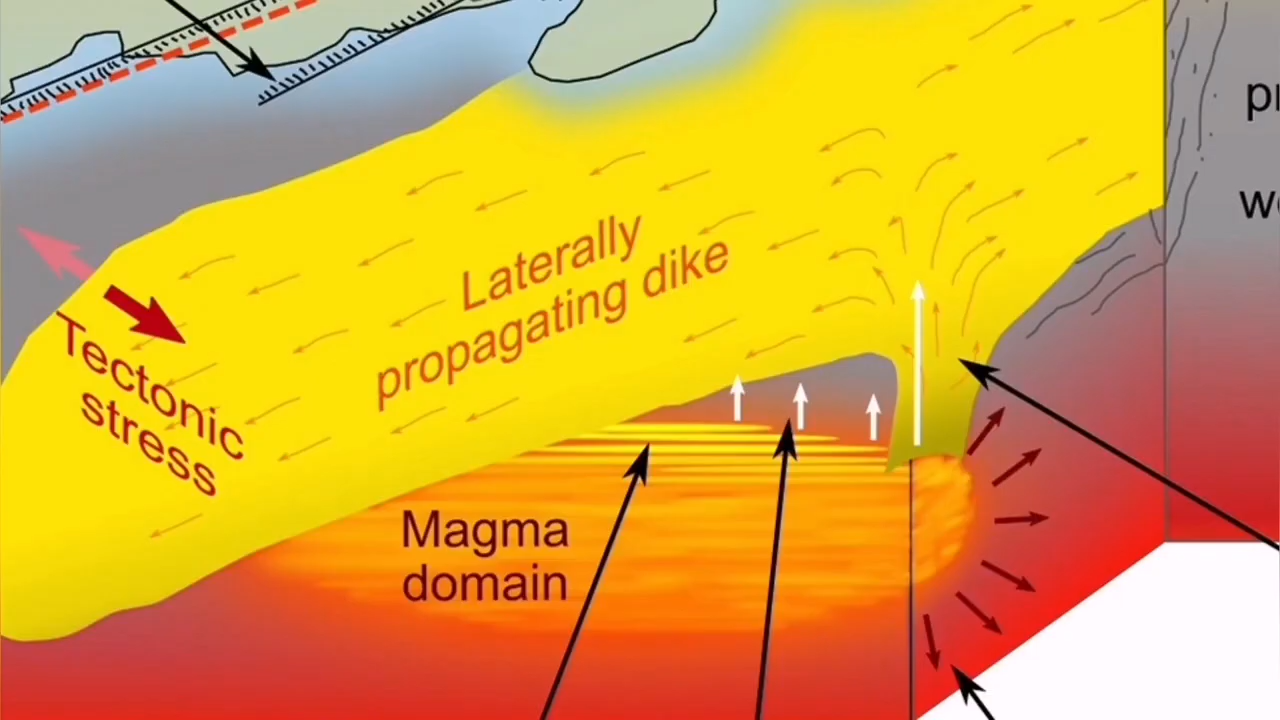 Laterally
propagating dike
Tectonic
stress
Magma
domain